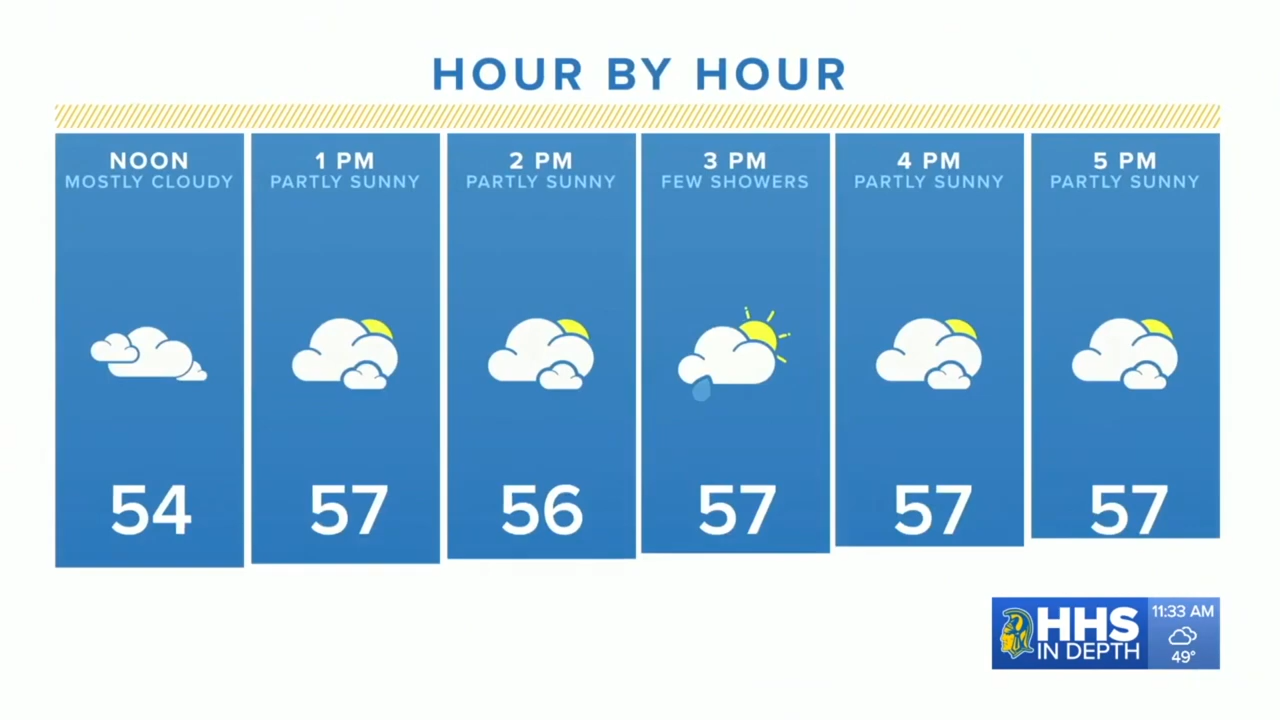 HOUR BY HOUR
NOON
MOSTLY CLOUDY
54
1 PM
PARTLY SUNNY
57
2 PM
PARTLY SUNNY
56
3 PM
FEW SHOWERS
57
4 PM
PARTLY SUNNY
57
5 PM
PARTLY SUNNY
57
HHS
IN DEPTH
11:33 AM
49°